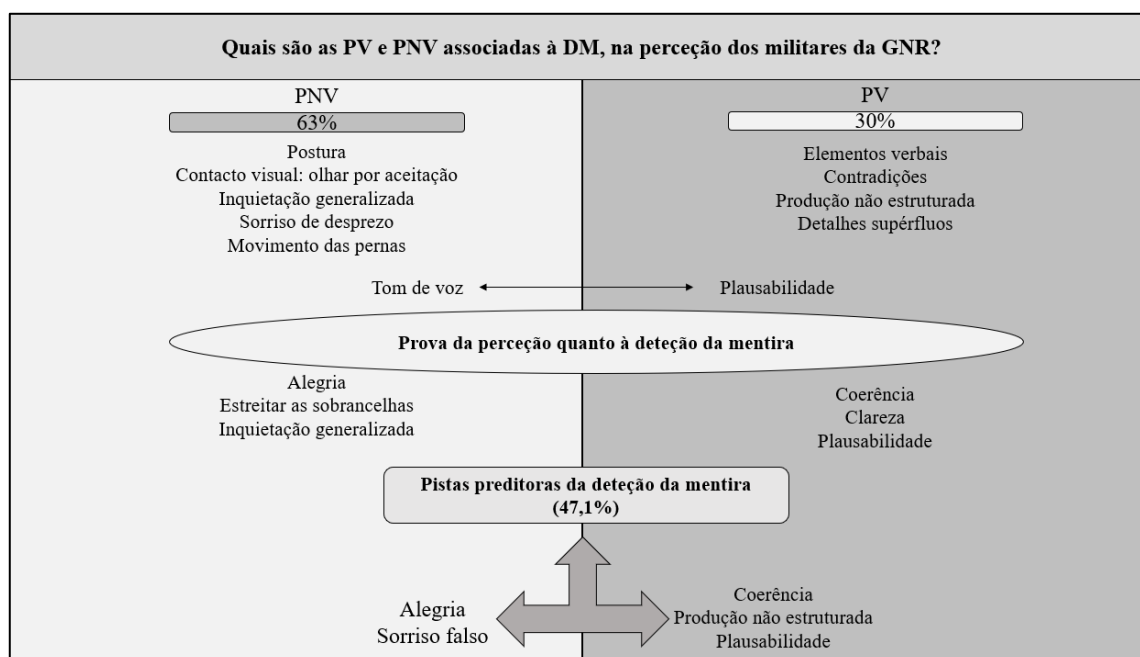 Quais são as PV e PNV associadas à DM, na perceção dos militares da GNR?
PNV
63%
Postura
Contacto visual: olhar por aceitação
Inquietação generalizada
Sorriso de desprezo
Movimento das pernas
PV
30%
Elementos verbais
Contradições
Produção não estruturada
Detalhes supérfluos
Tom de voz
Plausabilidade
Prova da perceção quanto à deteção da mentira
Alegria
Estreitar as sobrancelhas
Inquietação generalizada
Coerência
Clareza
Plausabilidade
Pistas preditoras da deteção da mentira
(47,1%)
Alegria
Sorriso falso
Coerência
Produção não estruturada
Plausabilidade